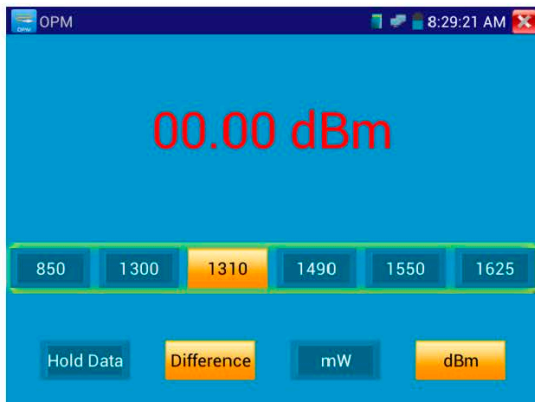 OPM
OPM 8:29:21 AM
00.00 dBm
850 1300 1310 1490 1550 1625
Hold Data Difference mW dBm